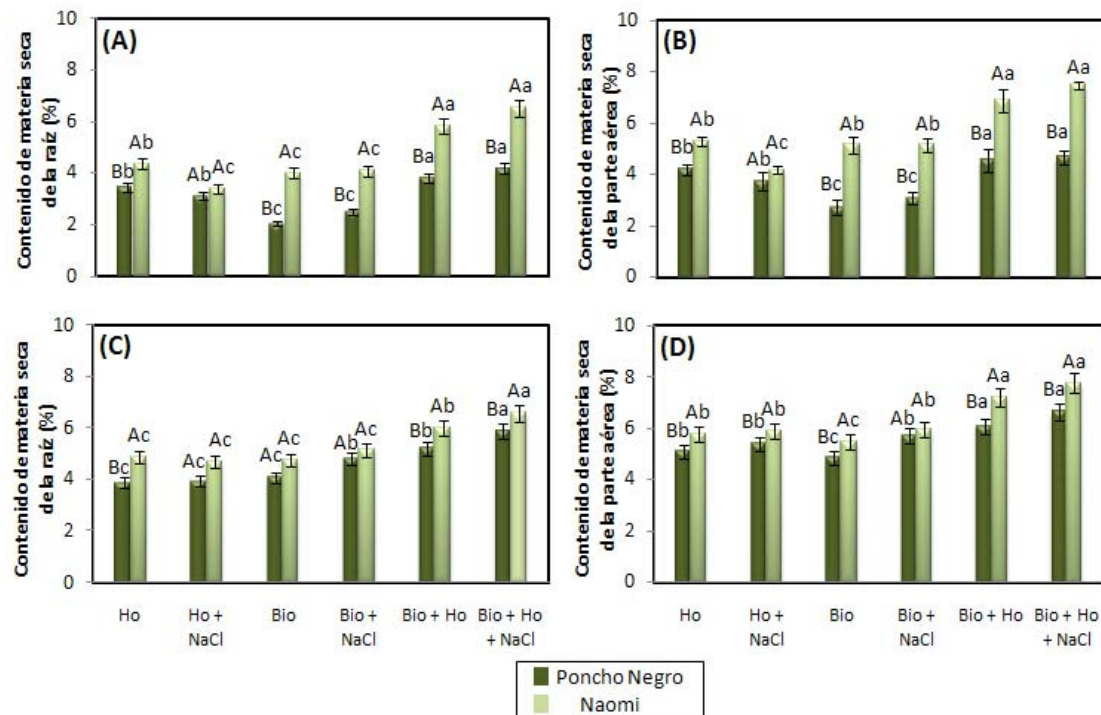 (A)
Contenido de materia seca
de la raíz (%)
10
8
6
4
2
0
Bb Ab
Ab Ac
Bc Ac
Bc Ac
Ba Aa
Ba Aa
(B)
Contenido de materia seca
de la parte aérea (%)
10
8
6
4
2
0
Bb Ab
Ab Ac
Bc Ab
Bc Ab
Ba Aa
Ba Aa
(C)
Contenido de materia seca
de la raíz (%)
10
8
6
4
2
0
Bc Ac
Ac Ac
Ac Ac
Ab Ac
Bb Ab
Ba Aa
Ho
Ho +
NaCl
Bio
Bio +
NaCl
Bio + Ho
Bio + Ho
+ NaCl
(D)
Contenido de materia seca
de la parte aérea (%)
10
8
6
4
2
0
Bb Ab
Bb Ab
Bc Ac
Ab Ab
Ba Aa
Ba Aa
Ho
Ho +
NaCl
Bio
Bio +
NaCl
Bio + Ho
Bio + Ho
+ NaCl
Poncho Negro
Naomi